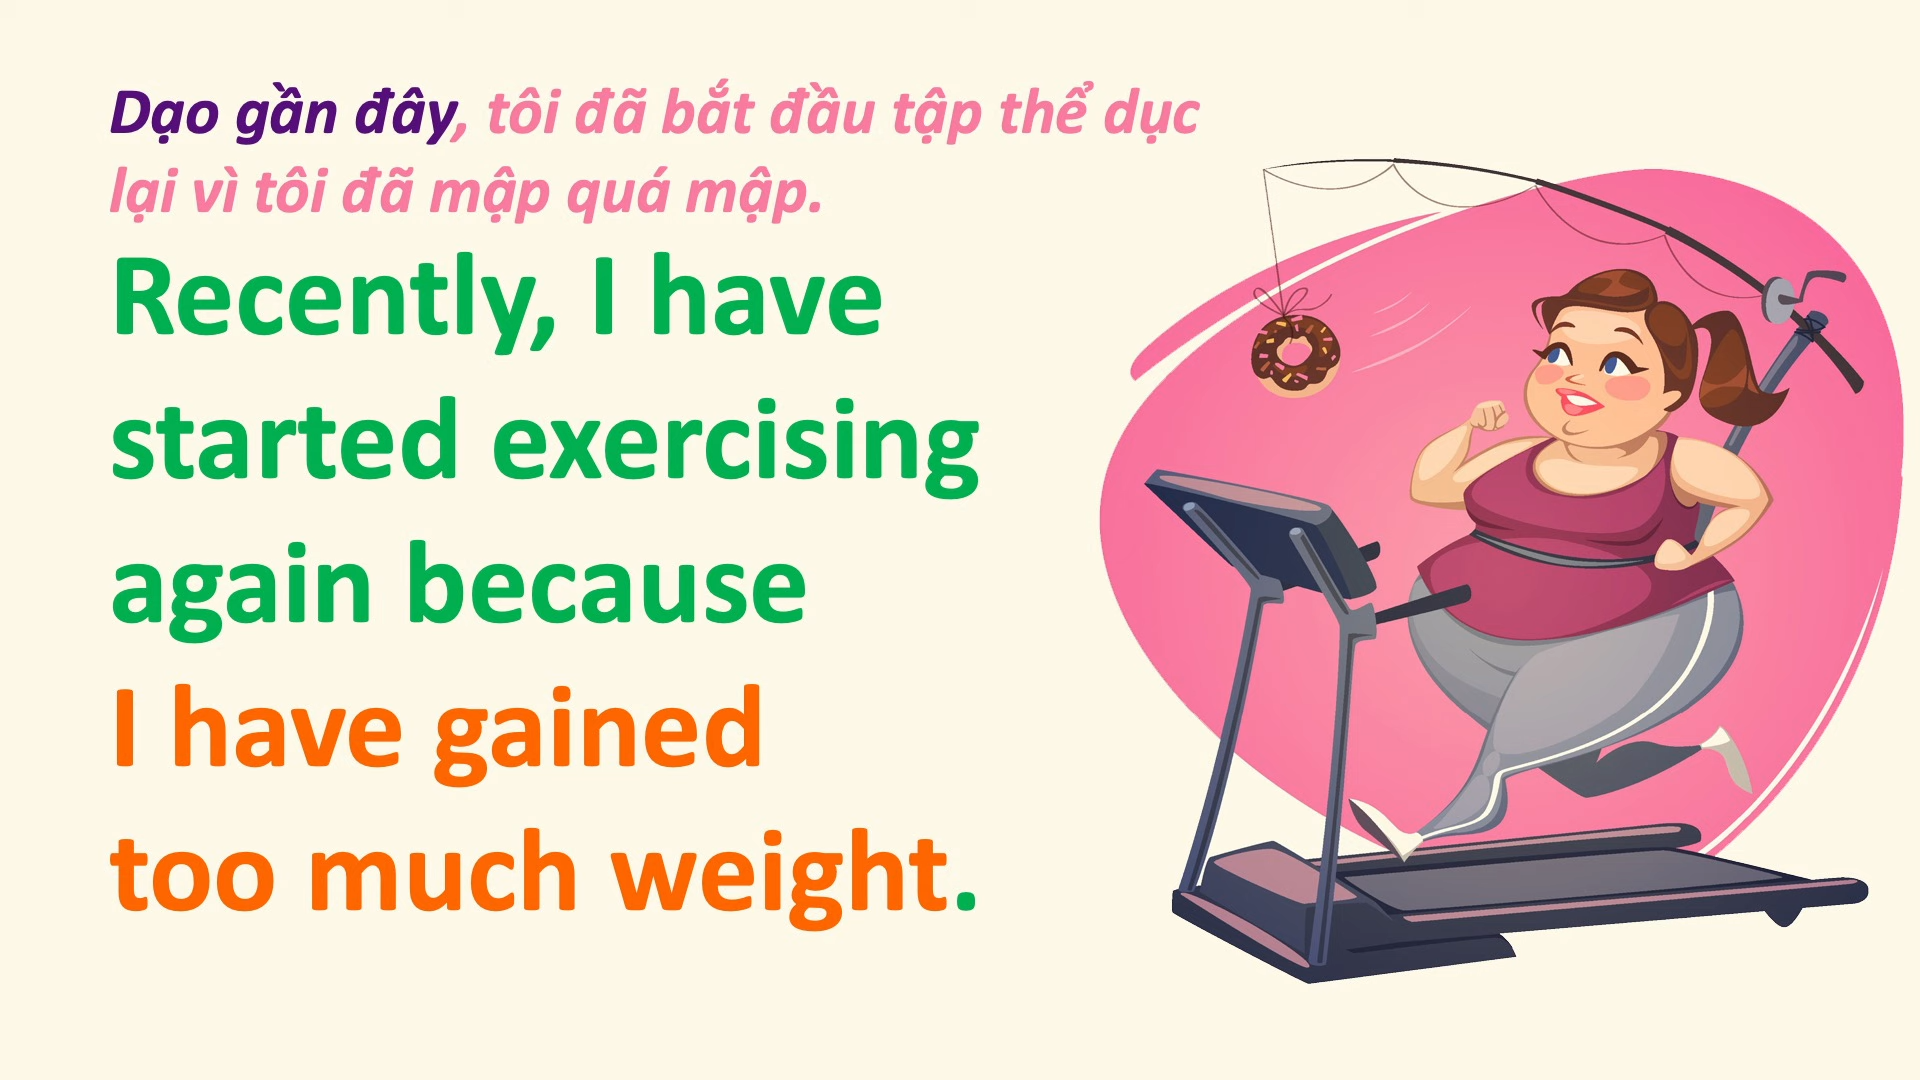 Dạo gần đây, tôi đã bắt đầu tập thể dục
lại vì tôi đã mập quá mập.
Recently, I have
started exercising
again because
I have gained
too much weight.